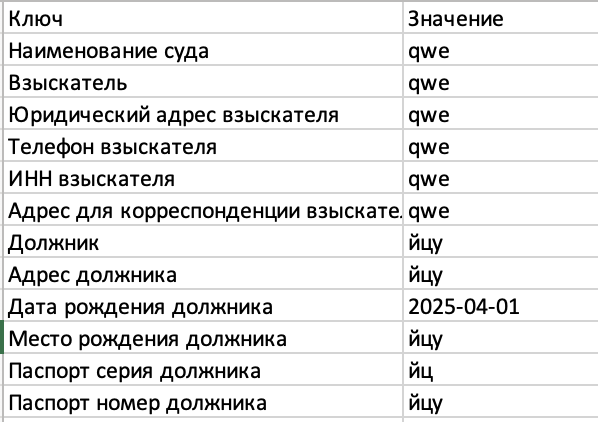 Ключ Значение
Наименование суда qwe
Взыскатель qwe
Юридический адрес взыскателя qwe
Телефон взыскателя qwe
ИНН взыскателя qwe
Адрес для корреспонденции взыскате qwe
Должник йцу
Адрес должника йцу
Дата рождения должника 2025-04-01
Место рождения должника йцу
Паспорт серия должника йц
Паспорт номер должника йцу